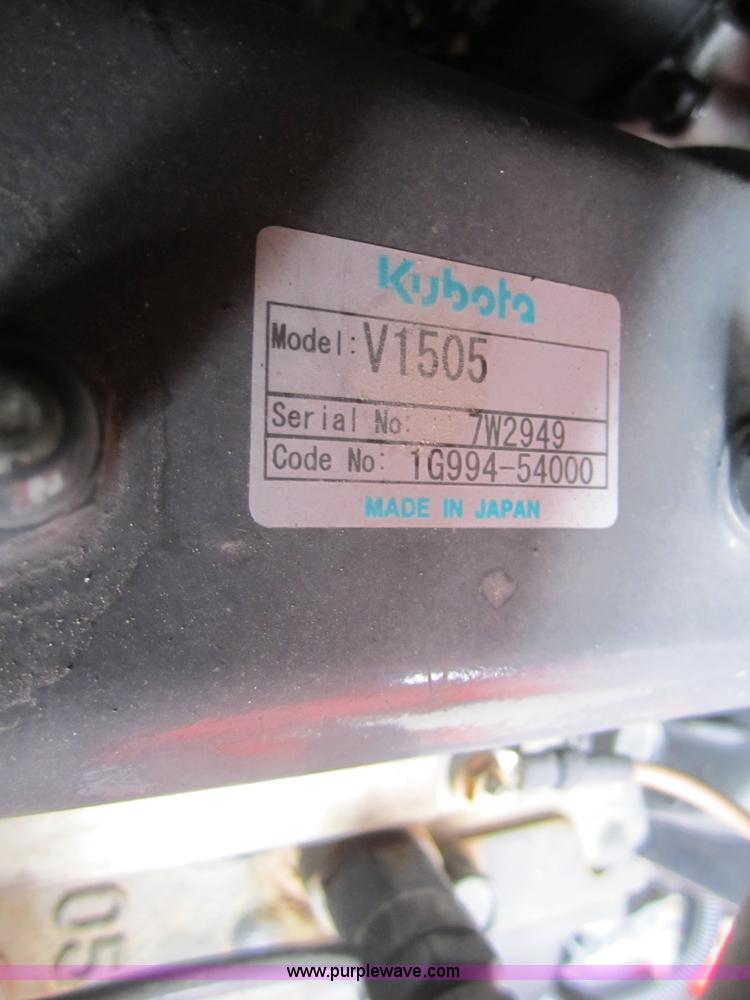 Kubota
Model: V1505
Serial No: 7W2949
Code No: 1G994-54000
MADE IN JAPAN
05
www.purplewave.com